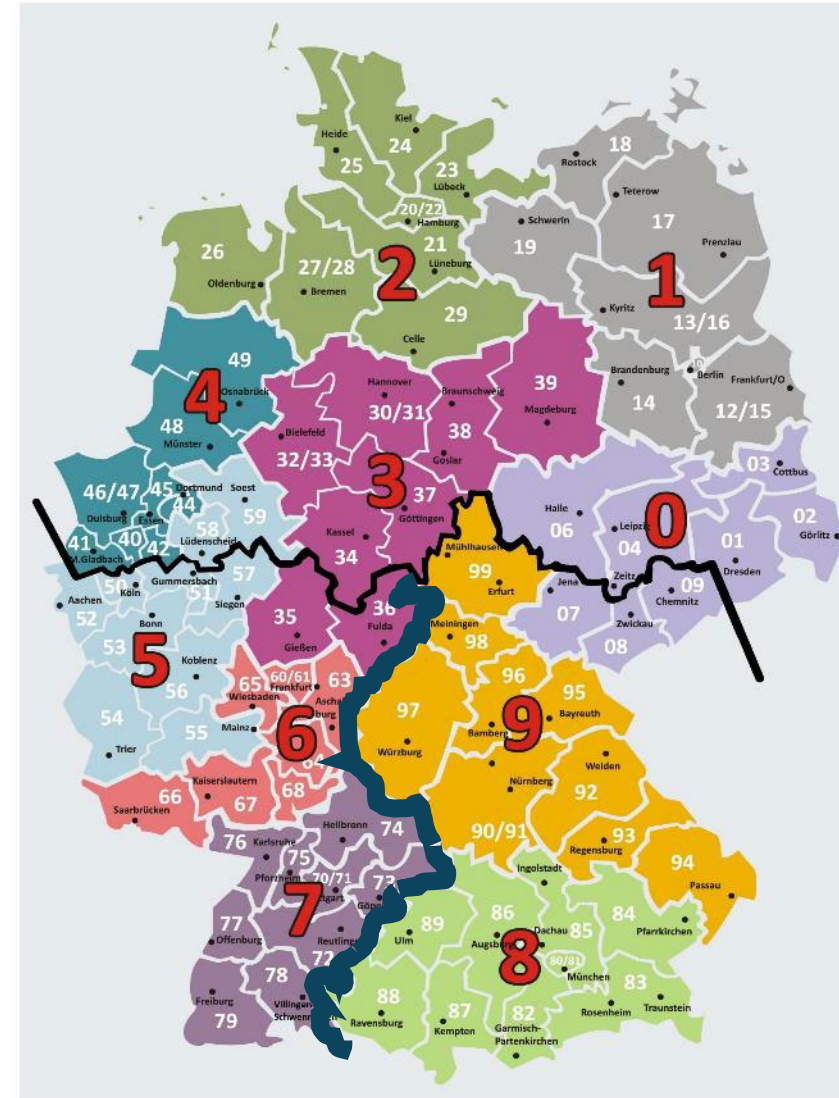 Kiel
Heide
24
25
23
Lübeck
20/22
Hamburg
18
Rostock
Teterow
Schwerin
17
19
Prenzlau
26
27/28
21
Lüneburg
2
1
Oldenburg
Bremen
Kyritz
13/16
29
Celle
49
4
Osnabrück
48
Münster
Hannover
30/31
Braunschweig
39
Magdeburg
Brandenburg
14
Berlin
Frankfurt/O
12/15
Bielefeld
32/33
38
Goslar
3
37
Göttingen
03
Cottbus
46/47
45
Dortmund
Soest
Duisburg
Essen
44
59
58
Lüdenscheid
41
40
42
M.Gladbach
Kassel
34
Halle
06
Leipzig
04
0
02
Görlitz
01
Dresden
Mühlhausen
99
Erfurt
Jena
Zeitz
09
Chemnitz
07
Zwickau
08
Gummersbach
57
50
Köln
51
Siegen
Aachen
52
Bonn
53
5
Koblenz
56
35
Gießen
36
Fulda
Meiningen
98
54
55
Trier
65
60/61
Frankfurt
63
Wiesbaden
Ascha
burg
Mainz
6
64
97
Würzburg
96
95
Bamberg
9
Bayreuth
Kaiserslautern
66
67
68
Saarbrücken
Weiden
Nürnberg
92
90/91
93
Regensburg
94
Passau
76
Karlsruhe
Heilbronn
74
75
Pforzheim
70/71
tgart
73
Göpp
7
77
Offenburg
Reutling
72
78
Villingen
Schwenn
Freiburg
79
Ingolstadt
89
Ulm
86
Augsburg
Dachau
85
84
Pfarrkirchen
8
80/81
München
88
Ravensburg
87
Kempten
82
Garmisch-
Partenkirchen
83
Rosenheim
Traunstein